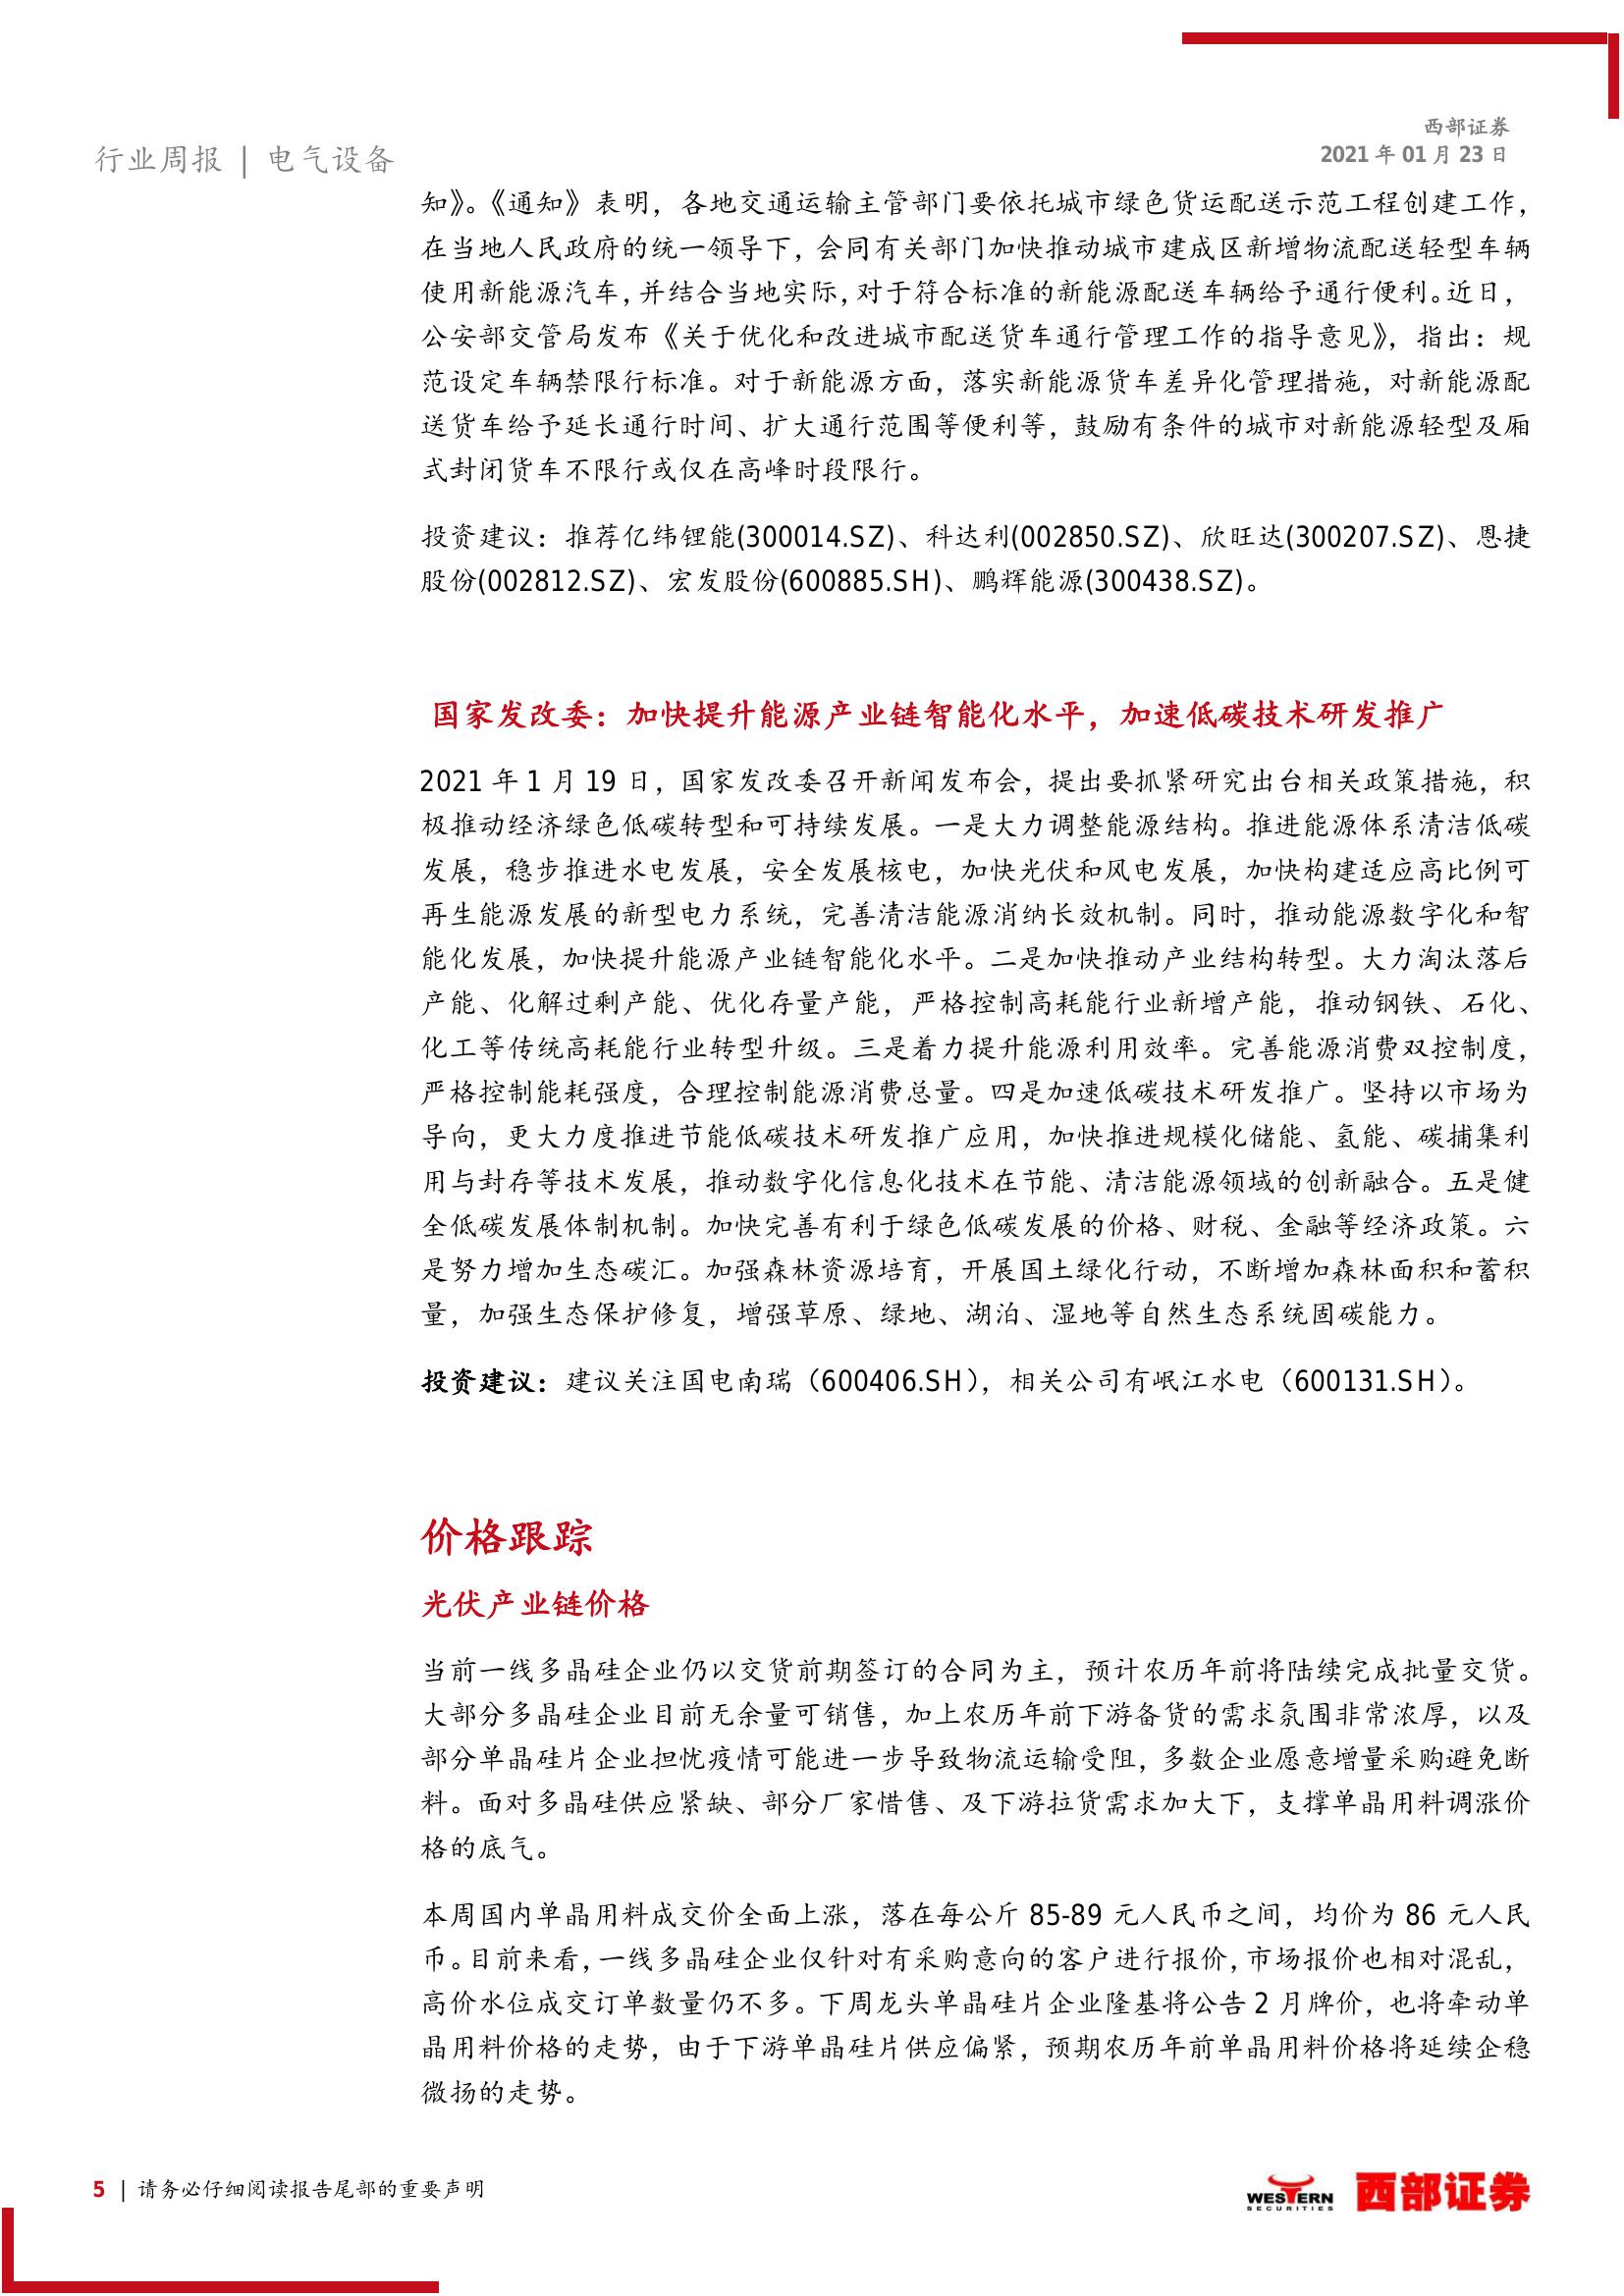 西部证券
2021 年 01 月 23 日
行业周报 | 电气设备
知》。《通知》表明，各地交通运输主管部门要依托城市绿色货运配送示范工程创建工作，
在当地人民政府的统一领导下，会同有关部门加快推动城市建成区新增物流配送轻型车辆
使用新能源汽车，并结合当地实际，对于符合标准的新能源配送车辆给予通行便利。近日，
公安部交管局发布《关于优化和改进城市配送货车通行管理工作的指导意见》，指出：规
范设定车辆禁限行标准。对于新能源方面，落实新能源货车差异化管理措施，对新能源配
送货车给予延长通行时间、扩大通行范围等便利等，鼓励有条件的城市对新能源轻型及厢
式封闭货车不限行或仅在高峰时段限行。
投资建议：推荐亿纬锂能(300014.SZ)、科达利(002850.SZ)、欣旺达(300207.SZ)、恩捷
股份(002812.SZ)、宏发股份(600885.SH)、鹏辉能源(300438.SZ)。
国家发改委：加快提升能源产业链智能化水平，加速低碳技术研发推广
2021 年 1 月 19 日，国家发改委召开新闻发布会，提出要抓紧研究出台相关政策措施，积
极推动经济绿色低碳转型和可持续发展。一是大力调整能源结构。推进能源体系清洁低碳
发展，稳步推进水电发展，安全发展核电，加快光伏和风电发展，加快构建适应高比例可
再生能源发展的新型电力系统，完善清洁能源消纳长效机制。同时，推动能源数字化和智
能化发展，加快提升能源产业链智能化水平。二是加快推动产业结构转型。大力淘汰落后
产能、化解过剩产能、优化存量产能，严格控制高耗能行业新增产能，推动钢铁、石化、
化工等传统高耗能行业转型升级。三是着力提升能源利用效率。完善能源消费双控制度，
严格控制能耗强度，合理控制能源消费总量。四是加速低碳技术研发推广。坚持以市场为
导向，更大力度推进节能低碳技术研发推广应用，加快推进规模化储能、氢能、碳捕集利
用与封存等技术发展，推动数字化信息化技术在节能、清洁能源领域的创新融合。五是健
全低碳发展体制机制。加快完善有利于绿色低碳发展的价格、财税、金融等经济政策。六
是努力增加生态碳汇。加强森林资源培育，开展国土绿化行动，不断增加森林面积和蓄积
量，加强生态保护修复，增强草原、绿地、湖泊、湿地等自然生态系统固碳能力。
投资建议：建议关注国电南瑞（600406.SH），相关公司有岷江水电（600131.SH）。
价格跟踪
光伏产业链价格
当前一线多晶硅企业仍以交货前期签订的合同为主，预计农历年前将陆续完成批量交货。
大部分多晶硅企业目前无余量可销售，加上农历年前下游备货的需求氛围非常浓厚，以及
部分单晶硅片企业担忧疫情可能进一步导致物流运输受阻，多数企业愿意增量采购避免断
料。面对多晶硅供应紧缺、部分厂家惜售、及下游拉货需求加大下，支撑单晶用料调涨价
格的底气。
本周国内单晶用料成交价全面上涨，落在每公斤 85-89 元人民币之间，均价为 86 元人民
币。目前来看，一线多晶硅企业仅针对有采购意向的客户进行报价，市场报价也相对混乱，
高价水位成交订单数量仍不多。下周龙头单晶硅片企业隆基将公告 2 月牌价，也将牵动单
晶用料价格的走势，由于下游单晶硅片供应偏紧，预期农历年前单晶用料价格将延续企稳
微扬的走势。
5 | 请务必仔细阅读报告尾部的重要声明
WESTERN
SECURITIES
西部证券